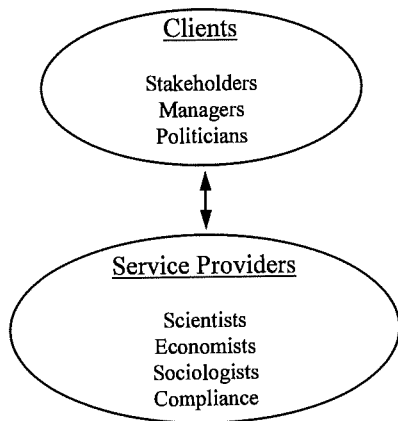 Clients
Stakeholders
Managers
Politicians
Service Providers
Scientists
Economists
Sociologists
Compliance